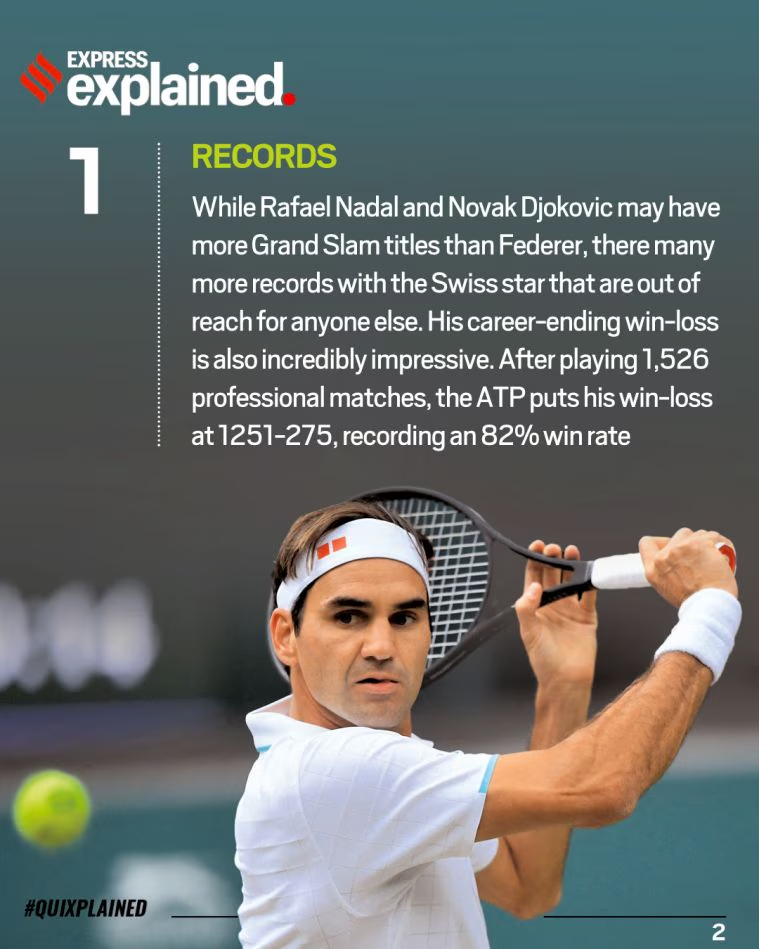 EXPRESS
explained.
1
RECORDS
While Rafael Nadal and Novak Djokovic may have
more Grand Slam titles than Federer, there many
more records with the Swiss star that are out of
reach for anyone else. His career-ending win-loss
is also incredibly impressive. After playing 1,526
professional matches, the ATP puts his win-loss
at 1251-275, recording an 82% win rate
#QUIXPLAINED
2